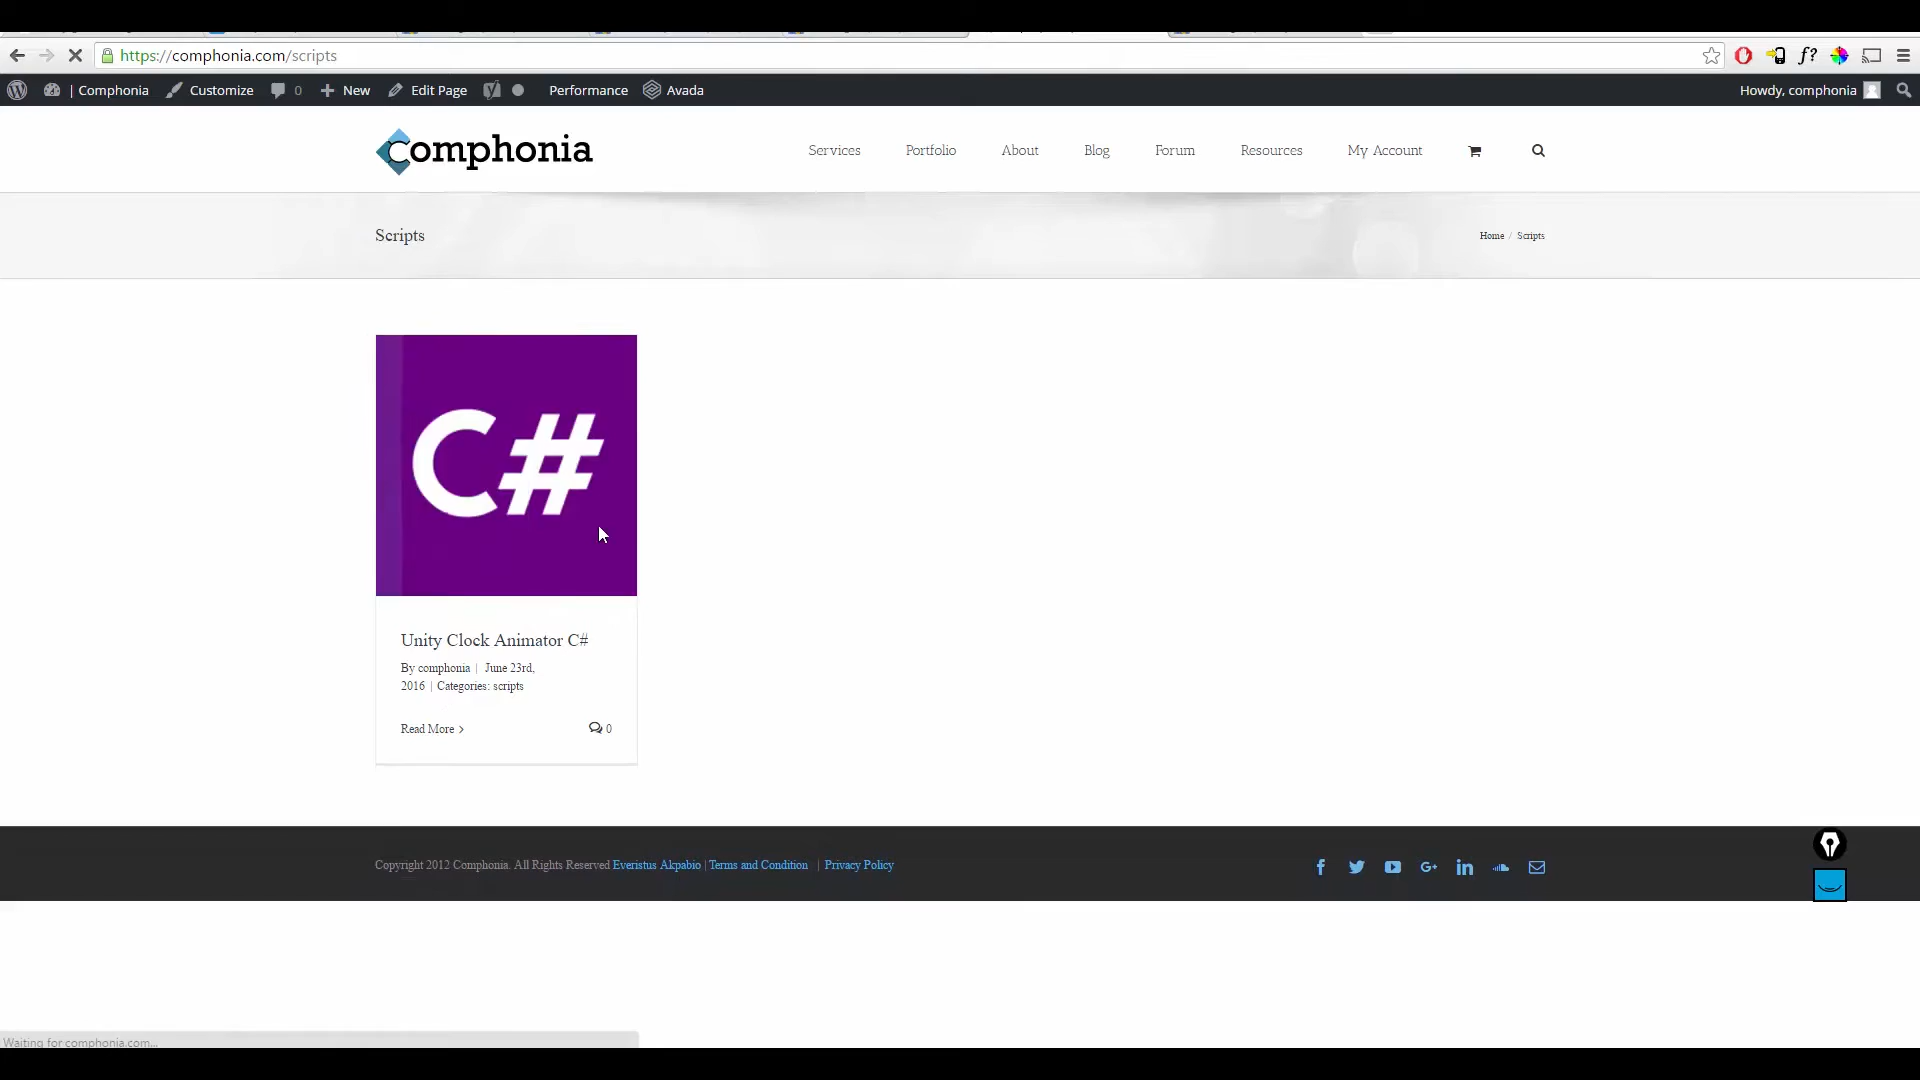 https://comphonia.com/scripts
f?
| Comphonia Customize 0 New Edit Page Performance Avada Howdy, comphonia
Comphonia
Services Portfolio About Blog Forum Resources My Account
Scripts
Home / Scripts
C#
Unity Clock Animator C#
By comphonia | June 23rd,
2016 | Categories: scripts
Read More > 0
Copyright 2012 Comphonia. All Rights Reserved Everistus Akpabio | Terms and Condition | Privacy Policy
Waiting for comphonia.com...